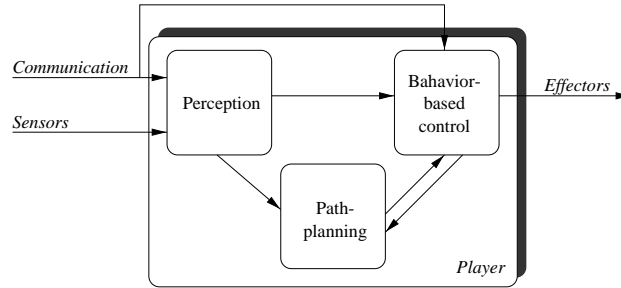 Communication
Sensors
Perception
Bahavior-
based
control
Effectors
Path-
planning
Player